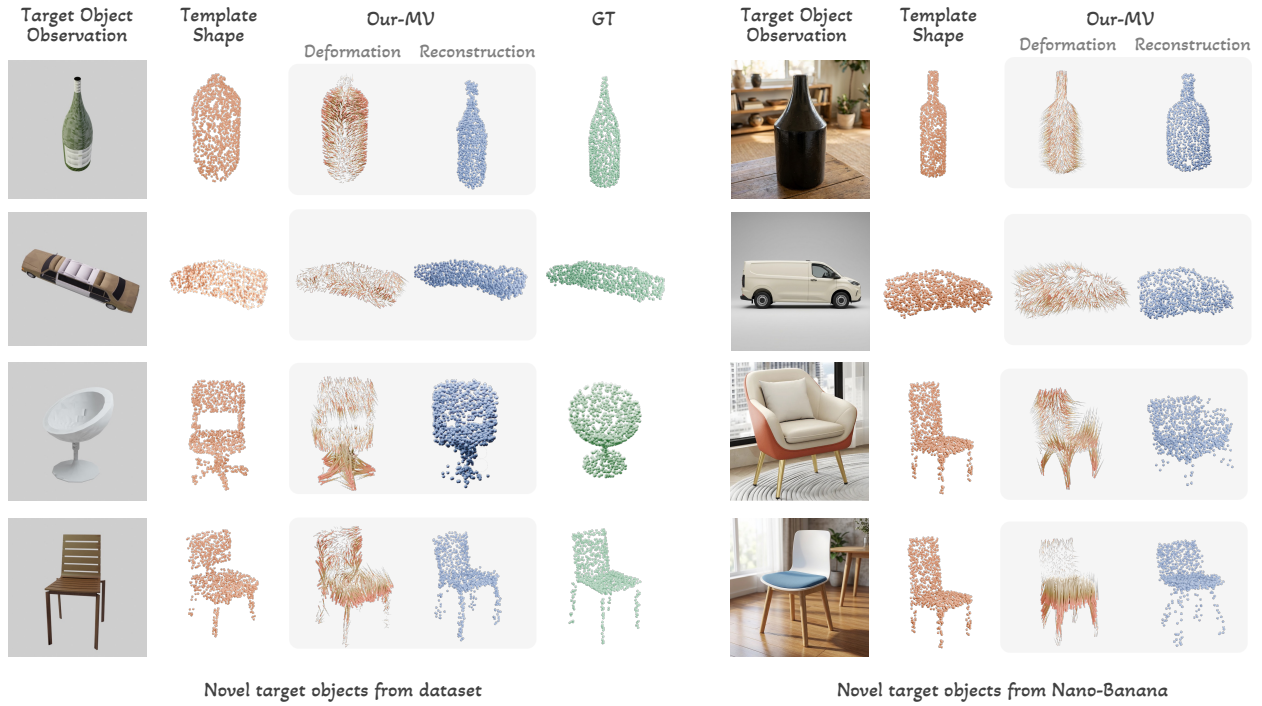 Target Object
Observation
Template
Shape
Our-MV
Deformation
Reconstruction
GT
Target Object
Observation
Template
Shape
Our-MV
Deformation
Reconstruction
Novel target objects from dataset
Novel target objects from Nano-Banana